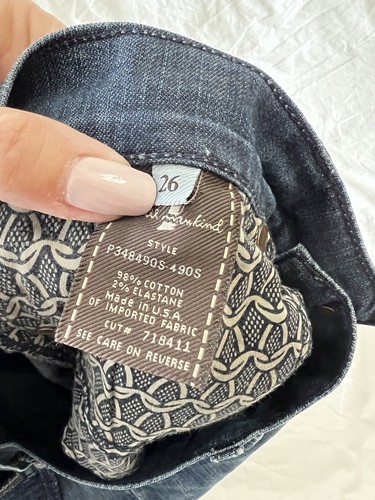 26
mankind
STYLE
P348490S-490S
98% COTTON
2% ELASTANE
Made in U.S.A
OF IMPORTED FABRIC
CUT# 718411
SEE CARE ON REVERSE